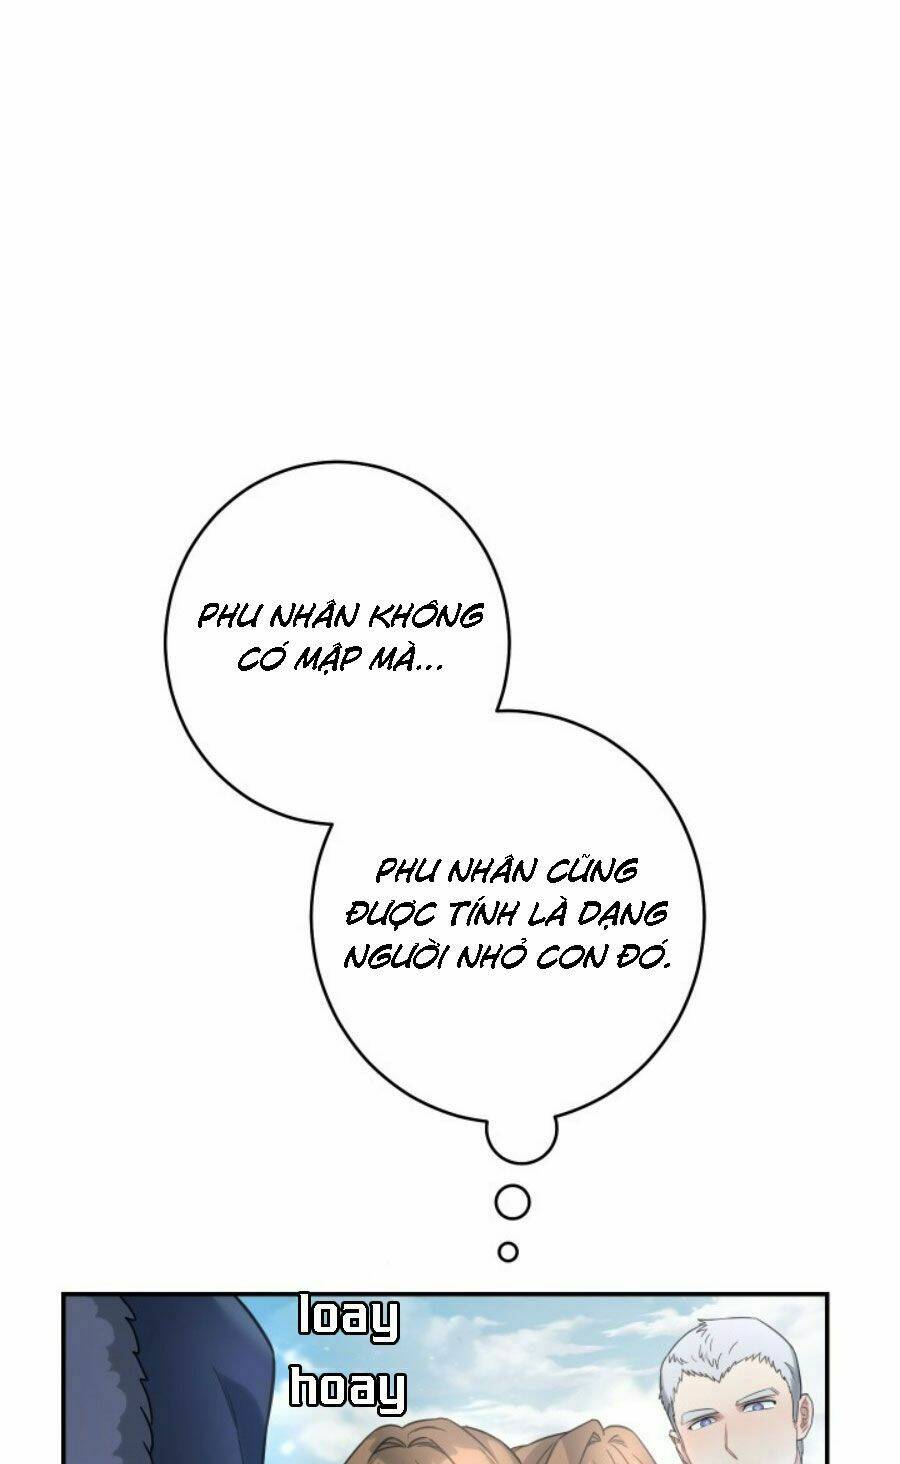 PHU NHÂN KHÔNG
CÓ MẬP MÀ...
PHU NHÂN CŨNG
ĐƯỢC TÍNH LÀ DẠNG
NGƯỜI NHỎ CON ĐÓ.
loay
hoay